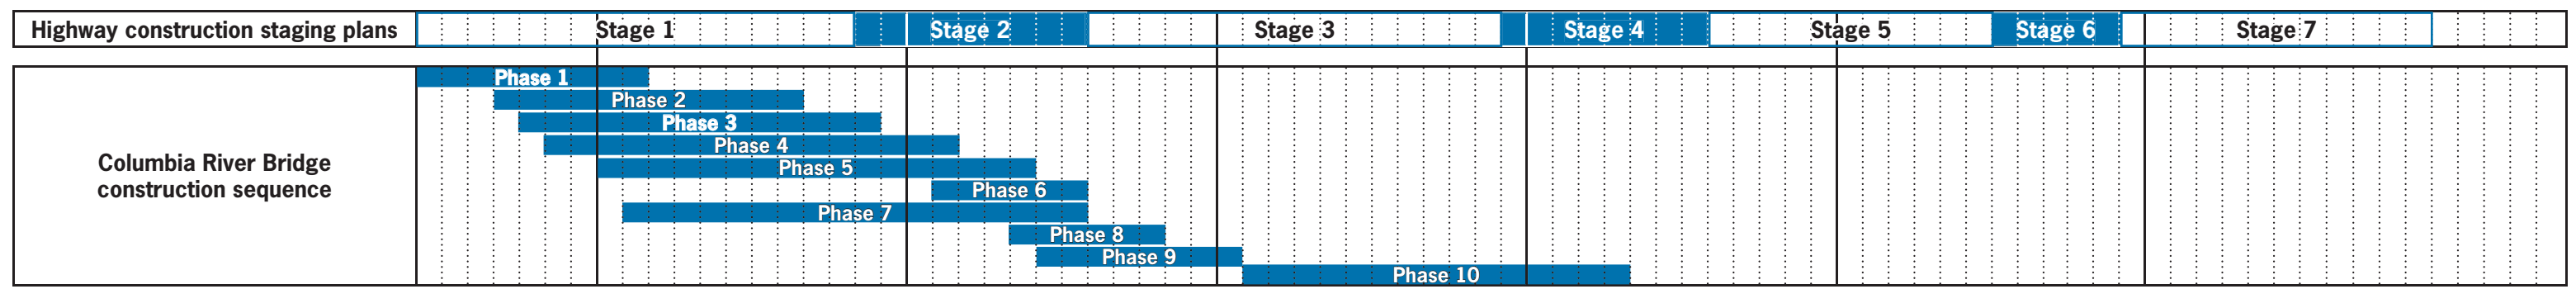 Highway construction staging plans
Stage 1
Stage 2
Stage 3
Stage 4
Stage 5
Stage 6
Stage 7
Columbia River Bridge
construction sequence
Phase 1
Phase 2
Phase 3
Phase 4
Phase 5
Phase 6
Phase 7
Phase 8
Phase 9
Phase 10